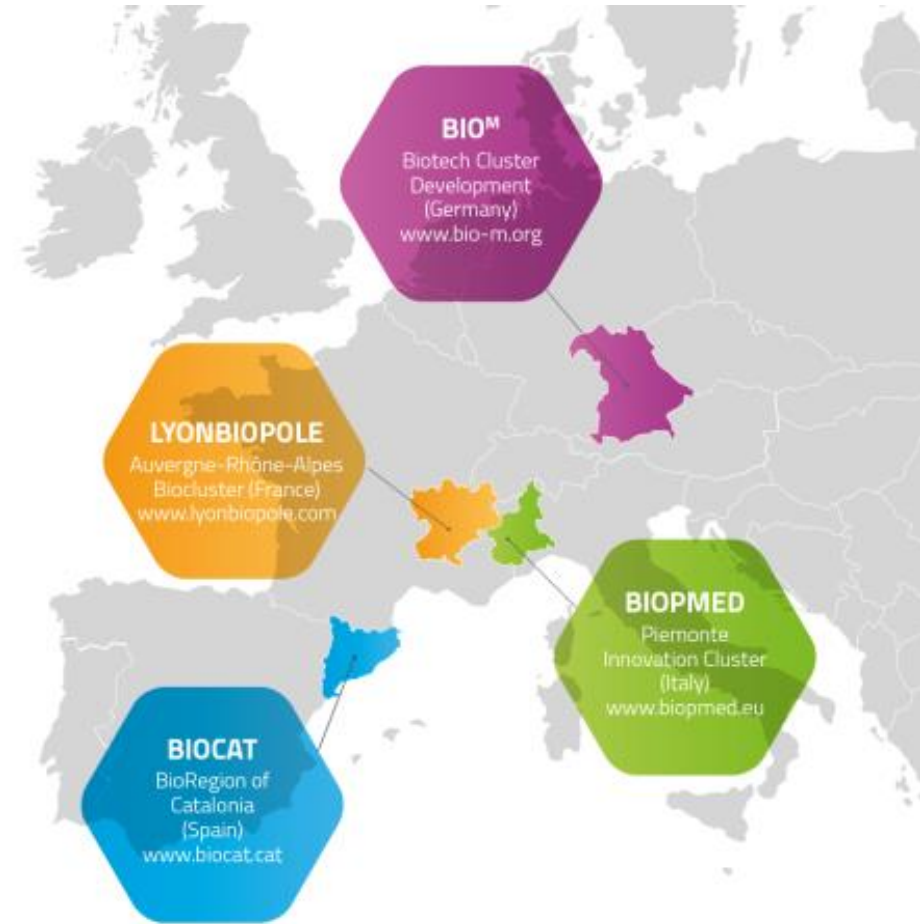 BIOᴹ
Biotech Cluster
Development
(Germany)
www.bio-m.org
LYONBIOPOLE
Auvergne-Rhône-Alpes
Biocluster (France)
www.lyonbiopole.com
BIOPMED
Piemonte
Innovation Cluster
(Italy)
www.biopmed.eu
BIOCAT
BioRegion of
Catalonia
(Spain)
www.biocat.cat